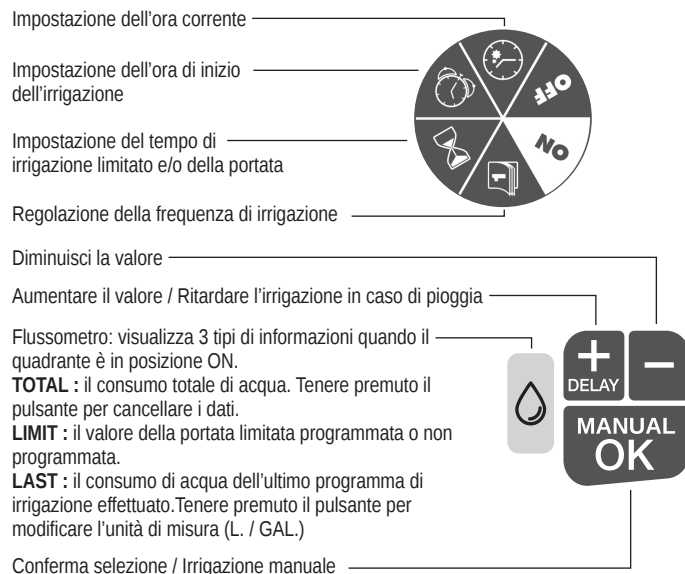 Impostazione dell'ora corrente
Impostazione dell'ora di inizio
dell'irrigazione
Impostazione del tempo di
irrigazione limitato e/o della portata
Regolazione della frequenza di irrigazione
OFF
ON
1
Diminuisci la valore
Aumentare il valore / Ritardare l'irrigazione in caso di pioggia
Flussometro: visualizza 3 tipi di informazioni quando il
quadrante è in posizione ON.
TOTAL : il consumo totale di acqua. Tenere premuto il
pulsante per cancellare i dati.
LIMIT : il valore della portata limitata programmata o non
programmata.
LAST : il consumo di acqua dell'ultimo programma di
irrigazione effettuato.Tenere premuto il pulsante per
modificare l'unità di misura (L. / GAL.)
Conferma selezione / Irrigazione manuale
+
DELAY
−
MANUAL
OK